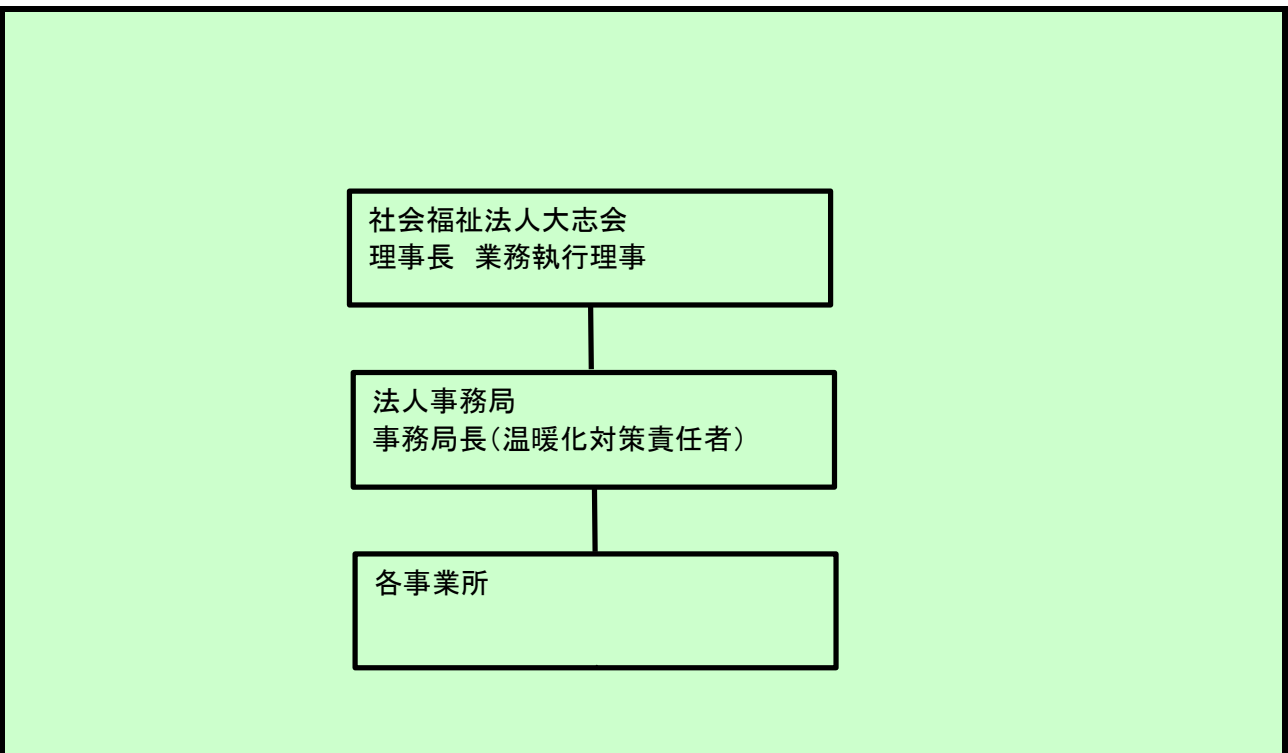 社会福祉法人大志会
理事長　業務執行理事
法人事務局
事務局長（温暖化対策責任者）
各事業所